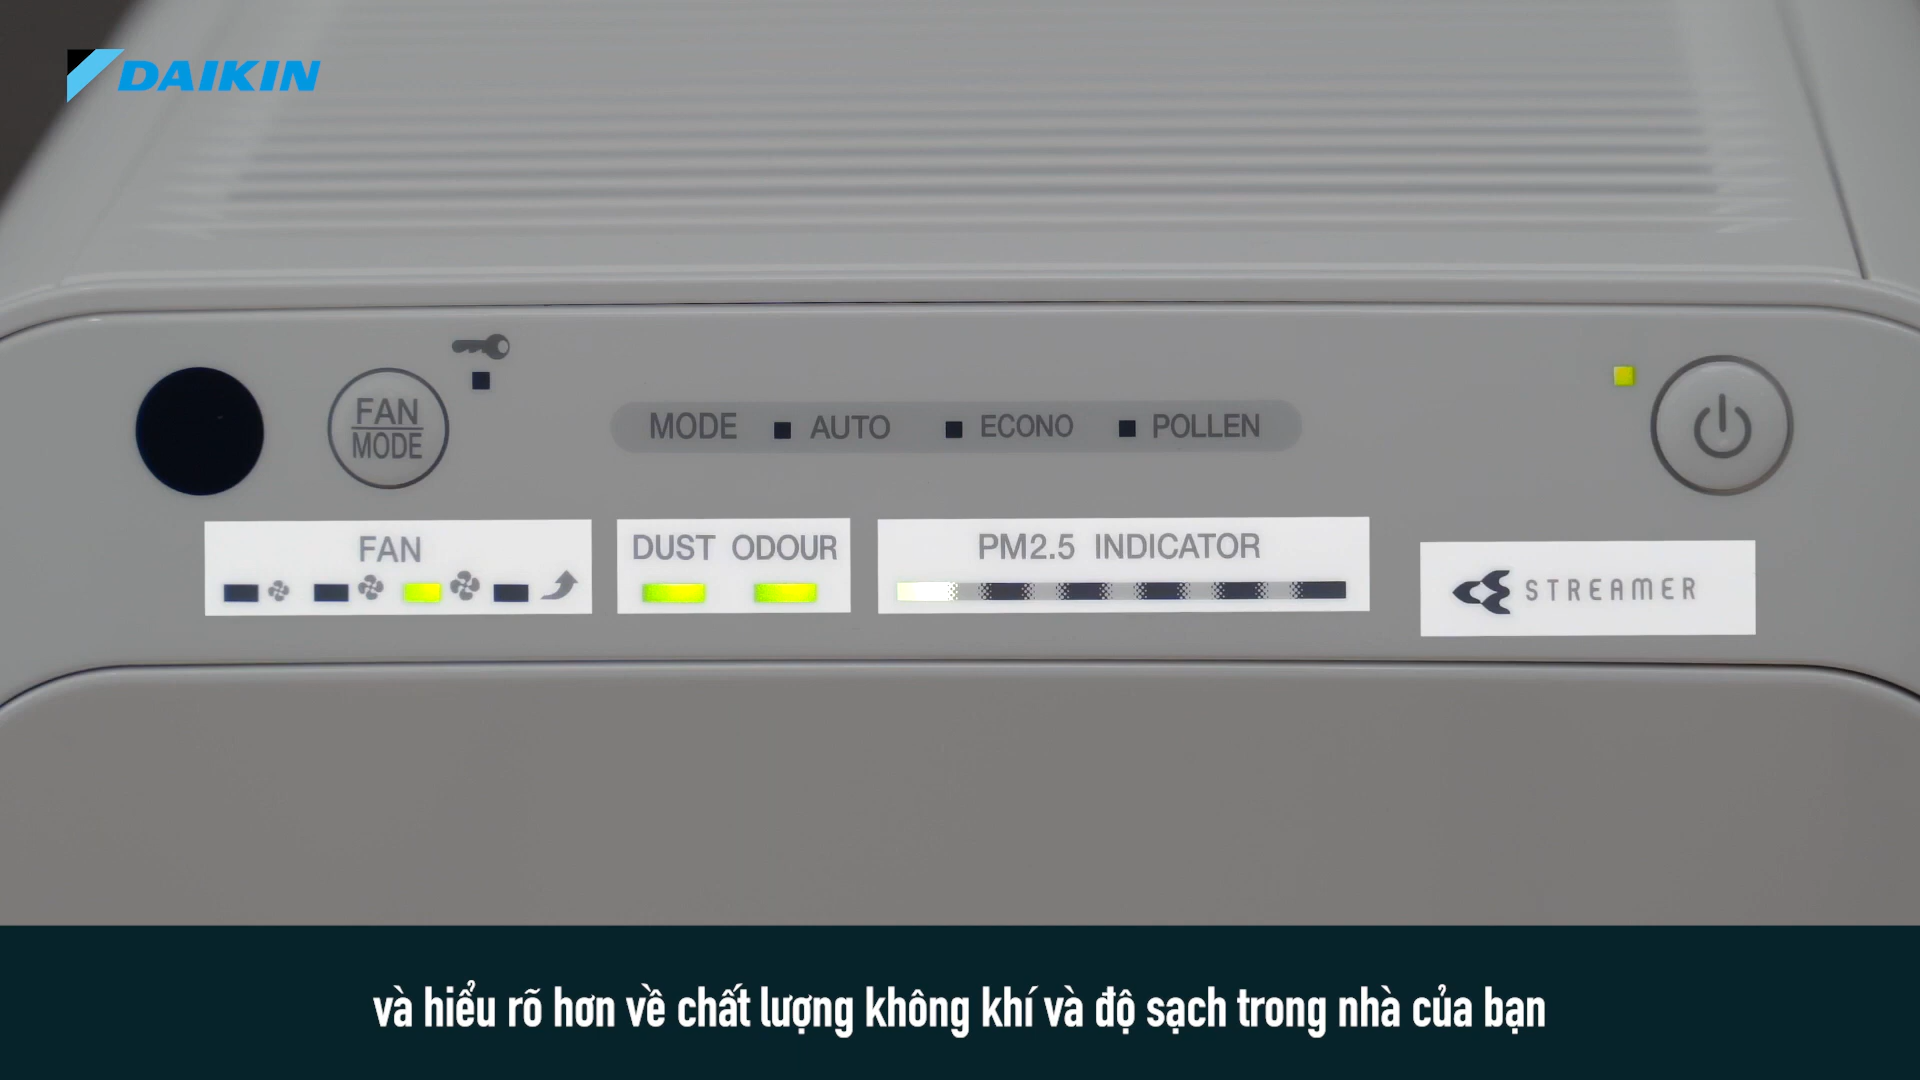 DAIKIN
FAN
MODE
MODE AUTO ECONO POLLEN
FAN
DUST ODOUR
PM2.5 INDICATOR
STREAMER
và hiểu rõ hơn về chất lượng không khí và độ sạch trong nhà của bạn